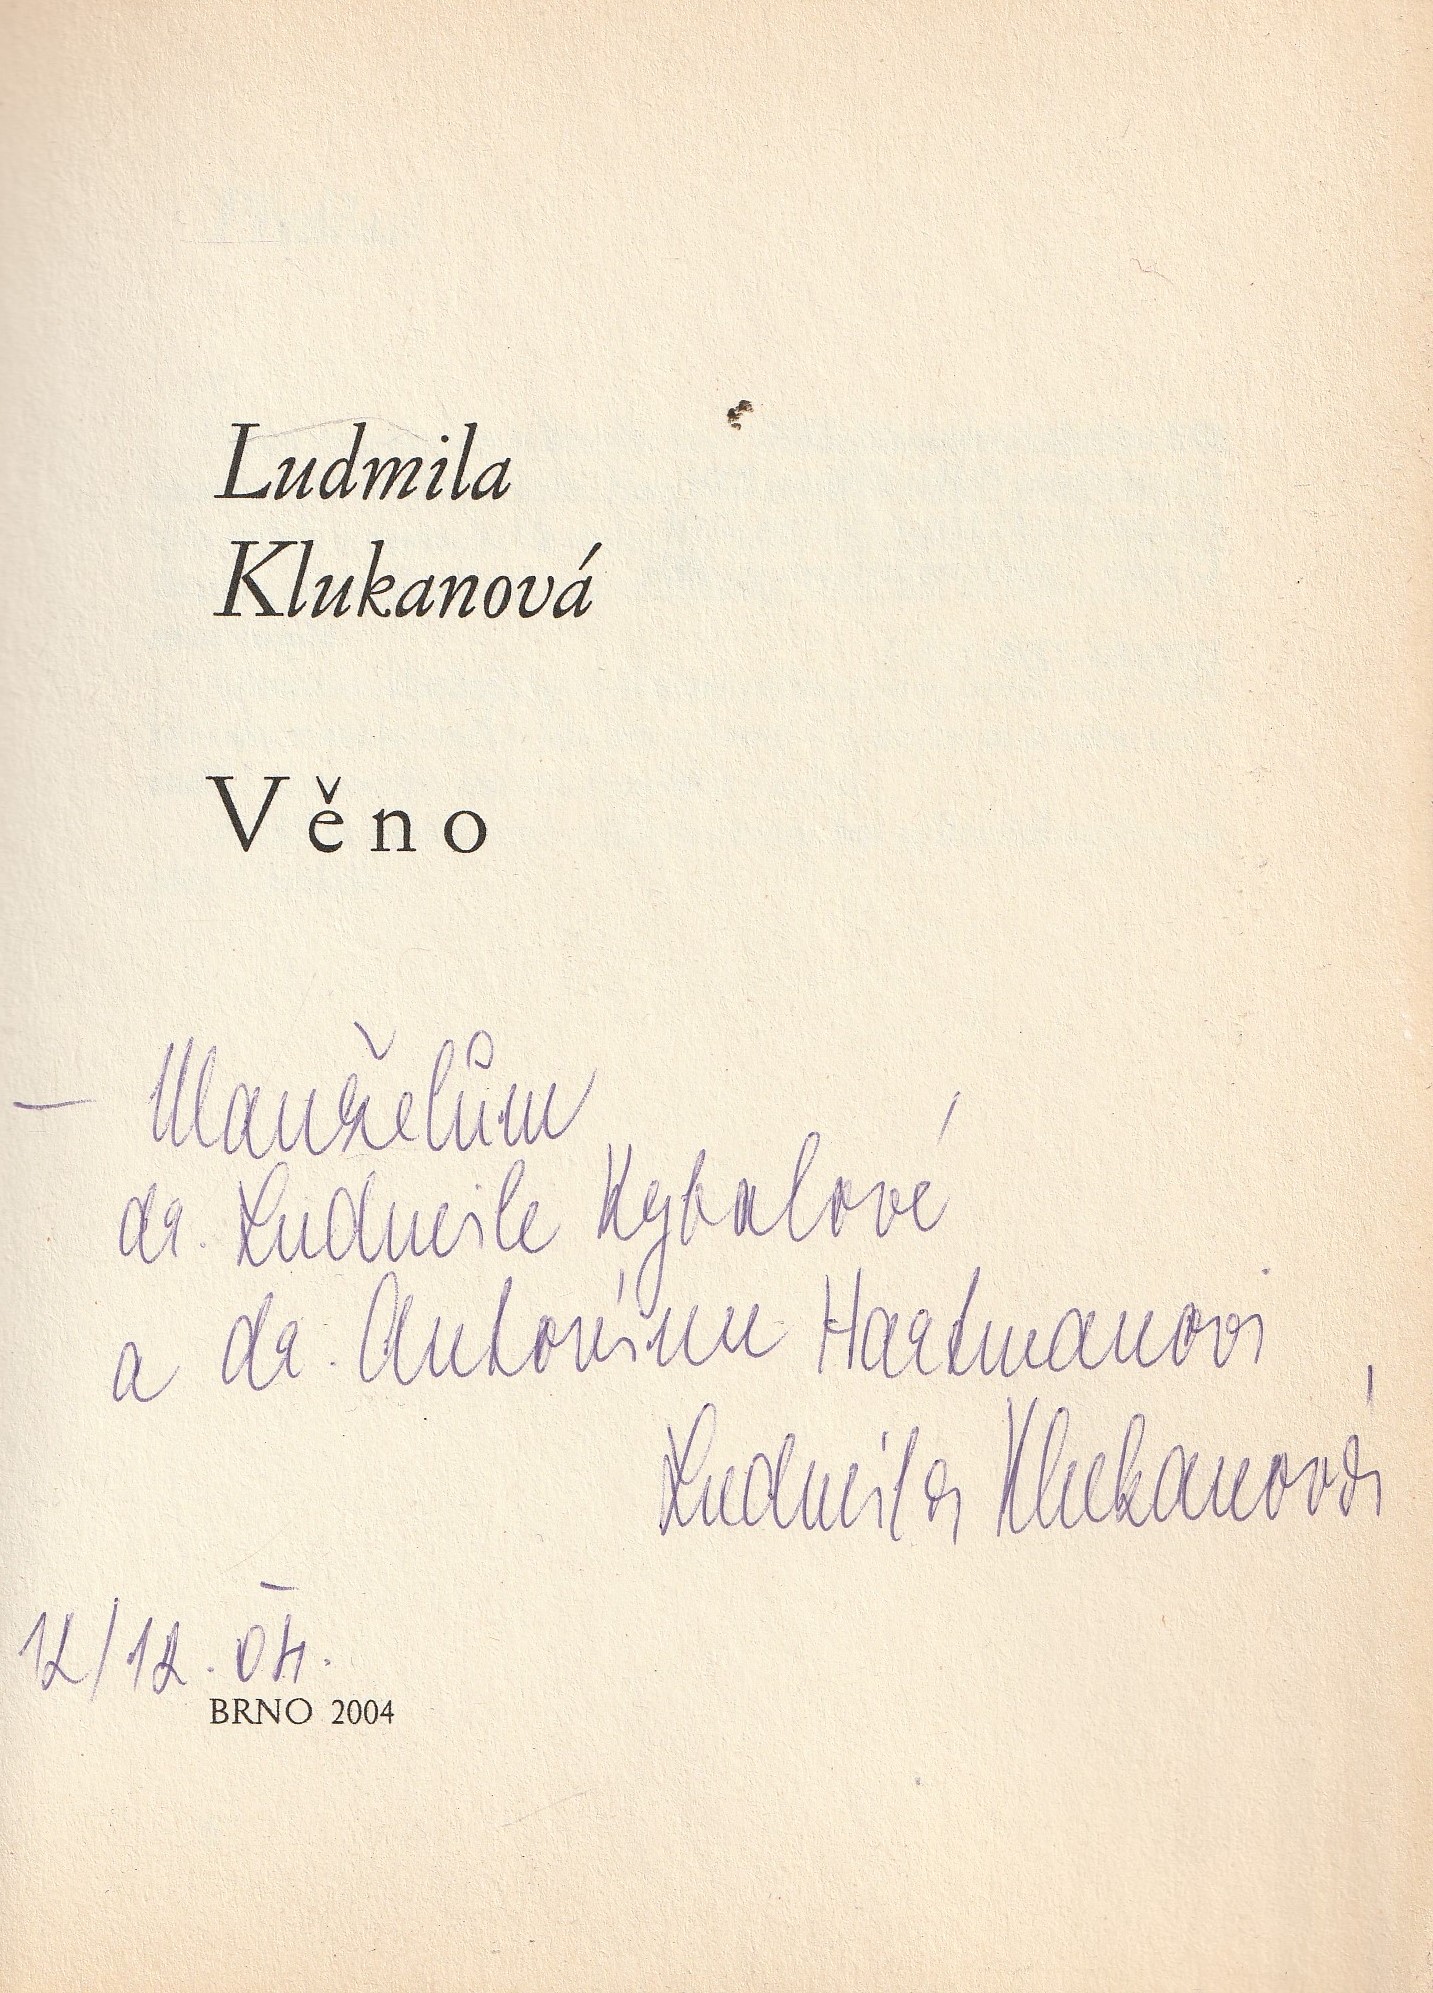 Ludmila
Klukanová
Věno
– Manželům
dr. Ludmile Kybalové
a dr. Antonínu Hartmanovi
Ludmila Klukanová
12/12. 04.
BRNO 2004